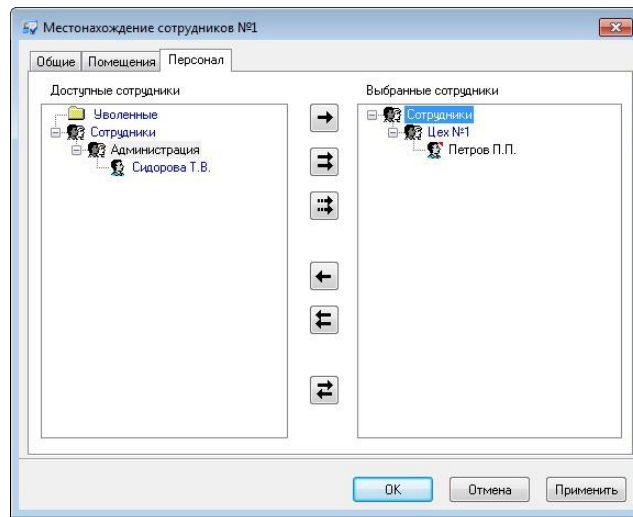 Местонахождение сотрудников №1
Общие Помещения Персонал
Доступные сотрудники
Уволенные
Сотрудники
Администрация
Сидорова Т.В.
Выбранные сотрудники
Сотрудники
Цех №1
Петров П.П.
OK Отмена Применить